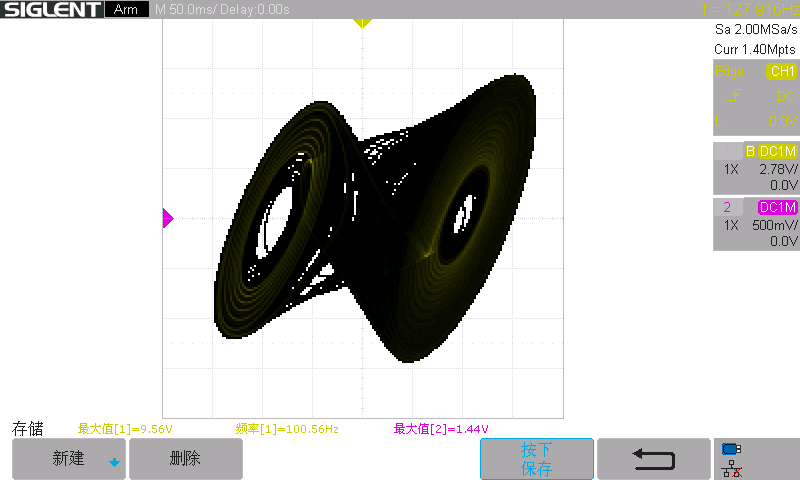 SIGLENT Arm M 50.0ms/ Delay:0.00s f = 127.916Hz
Sa 2.00MSa/s
Curr 1.40Mpts
Edge CH1
DC
L 0.0V
B DC1M
1X 2.78V/
0.0V
2 DC1M
1X 500mV/
0.0V
存储 最大值[1]=9.56V 频率[1]=100.56Hz 最大值[2]=1.44V
新建 删除 按下
保存